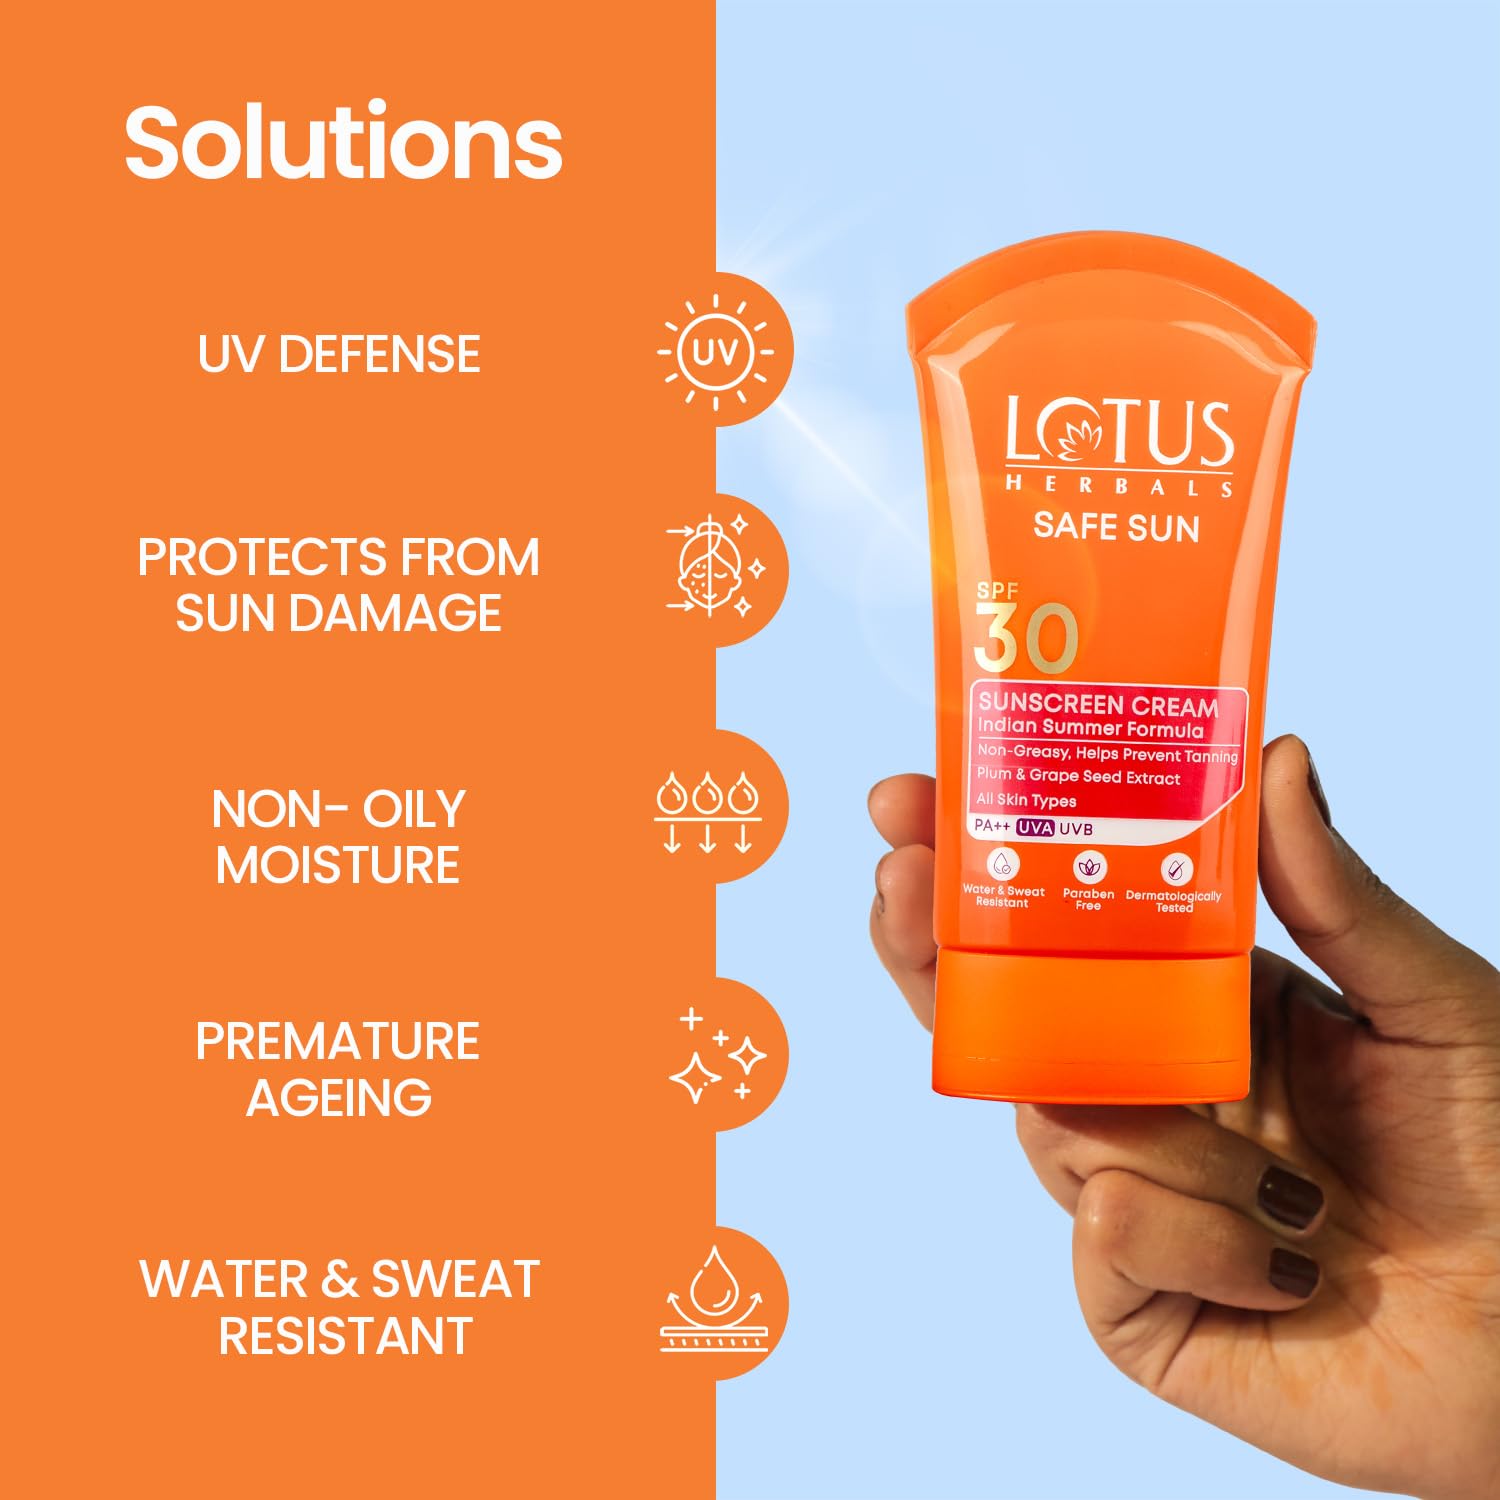 Solutions
UV DEFENSE
UV
PROTECTS FROM
SUN DAMAGE
NON- OILY
MOISTURE
PREMATURE
AGEING
WATER & SWEAT
RESISTANT
LOTUS
HERBALS
SAFE SUN
SPF
30
SUNSCREEN CREAM
Indian Summer Formula
Non-Greasy, Helps Prevent Tanning
Plum & Grape Seed Extract
All Skin Types
PA++ UVA UVB
Water & Sweat
Resistant
Paraben
Free
Dermatologically
Tested